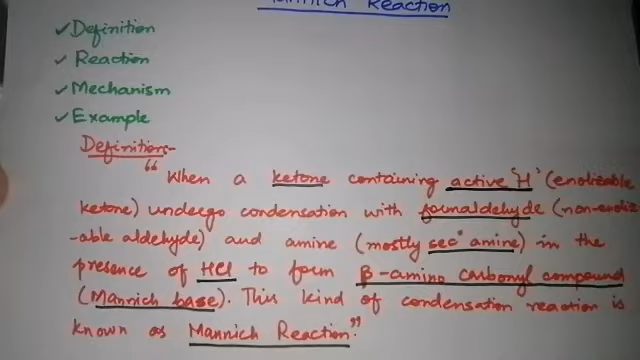 Mannich Reaction
✓ Definition
✓ Reaction
✓ Mechanism
✓ Example
Definition:-
"When a ketone containing active 'H' (enolizable
ketone) undergo condensation with formaldehyde (non-enoliz
-able aldehyde) and amine (mostly sec° amine) in the
presence of HCl to form β-amino carbonyl compound
(Mannich base). This kind of condensation reaction is
known as Mannich Reaction."